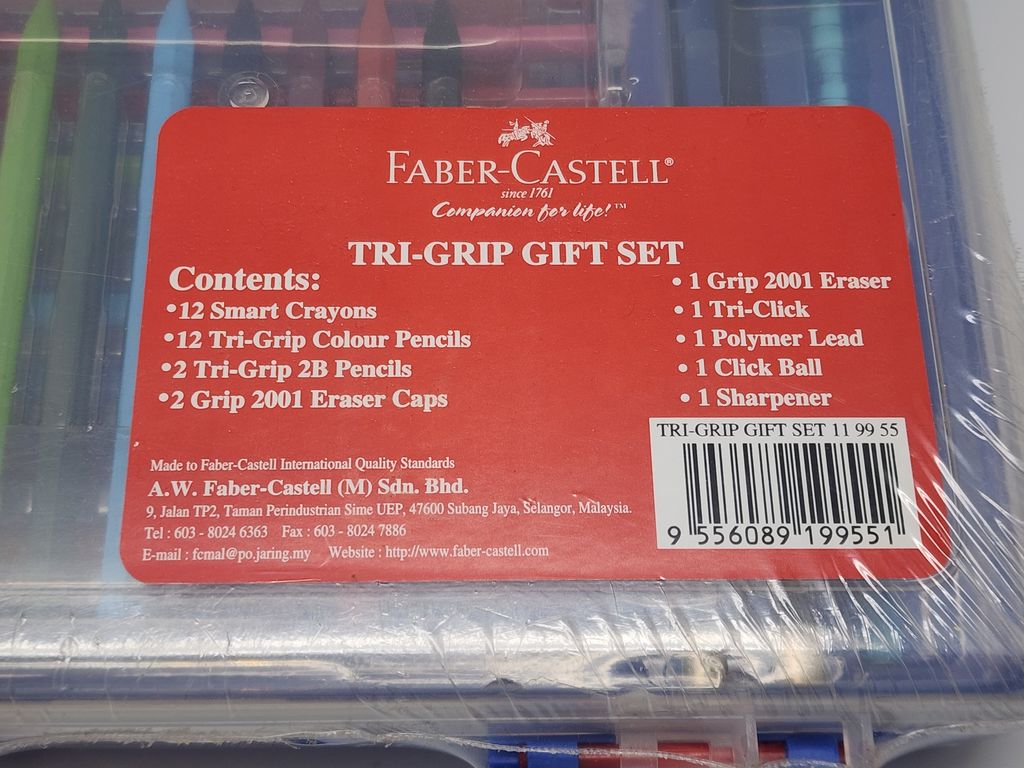 FABER-CASTELL®
since 1761
Companion for life!™
TRI-GRIP GIFT SET
Contents:
•12 Smart Crayons
•12 Tri-Grip Colour Pencils
•2 Tri-Grip 2B Pencils
•2 Grip 2001 Eraser Caps
• 1 Grip 2001 Eraser
• 1 Tri-Click
• 1 Polymer Lead
• 1 Click Ball
• 1 Sharpener
TRI-GRIP GIFT SET 11 99 55
9 556089 199551
Made to Faber-Castell International Quality Standards
A.W. Faber-Castell (M) Sdn. Bhd.
9, Jalan TP2, Taman Perindustrian Sime UEP, 47600 Subang Jaya, Selangor, Malaysia.
Tel : 603 - 8024 6363 Fax : 603 - 8024 7886
E-mail : fcmal@po.jaring.my Website : http://www.faber-castell.com